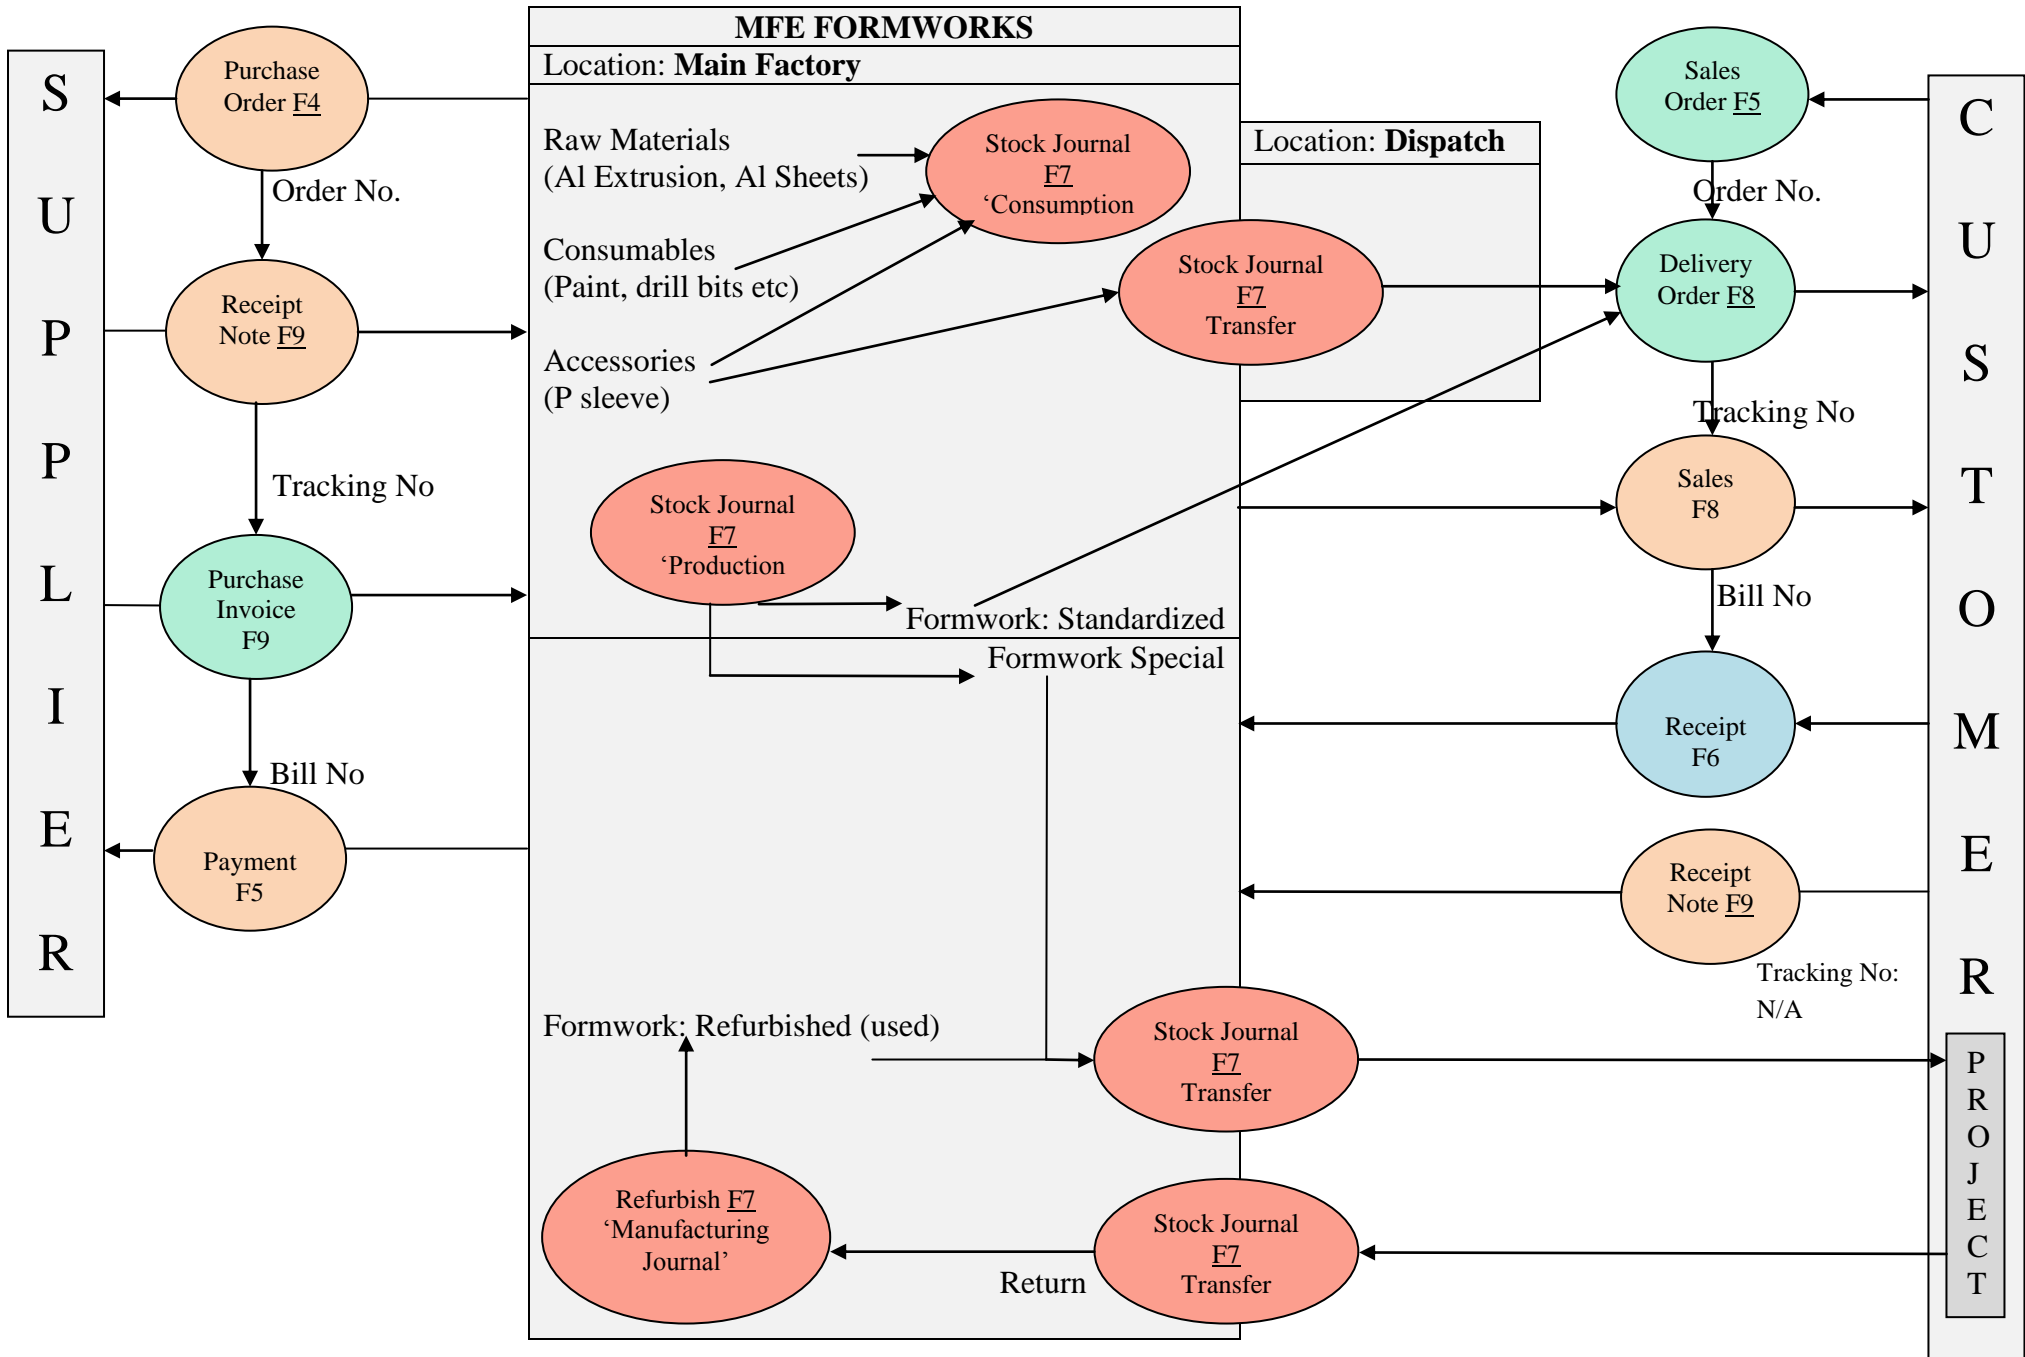 S
U
P
P
L
I
E
R
Purchase
Order F4
Order No.
Receipt
Note F9
Tracking No
Purchase
Invoice
F9
Bill No
Payment
F5
MFE FORMWORKS
Location: Main Factory
Raw Materials
(Al Extrusion, Al Sheets)
Stock Journal
F7
‘Consumption
Consumables
(Paint, drill bits etc)
Accessories
(P sleeve)
Location: Dispatch
Stock Journal
F7
Transfer
Stock Journal
F7
‘Production
Formwork: Standardized
Formwork Special
Formwork: Refurbished (used)
Stock Journal
F7
Transfer
Refurbish F7
‘Manufacturing
Journal’
Return
Stock Journal
F7
Transfer
Sales
Order F5
Order No.
Delivery
Order F8
Tracking No
Sales
F8
Bill No
Receipt
F6
Receipt
Note F9
Tracking No:
N/A
C
U
S
T
O
M
E
R
P
R
O
J
E
C
T